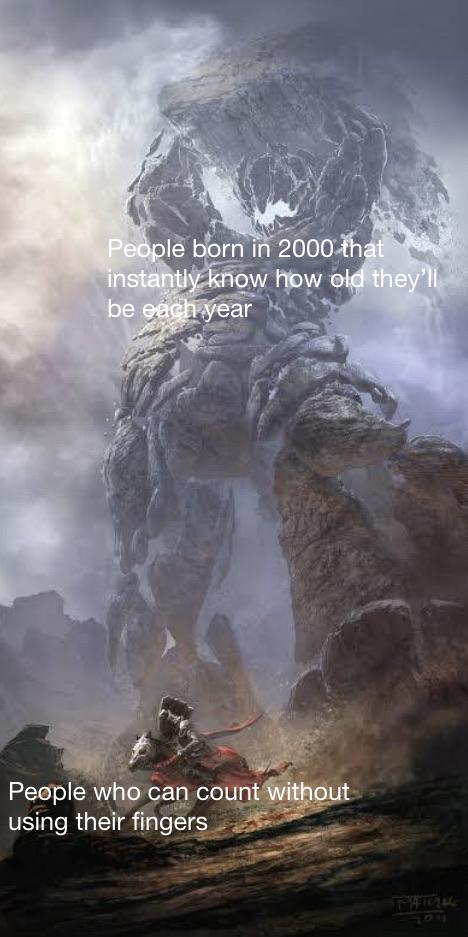 People born in 2000 that
instantly know how old they'll
be each year
People who can count without
using their fingers